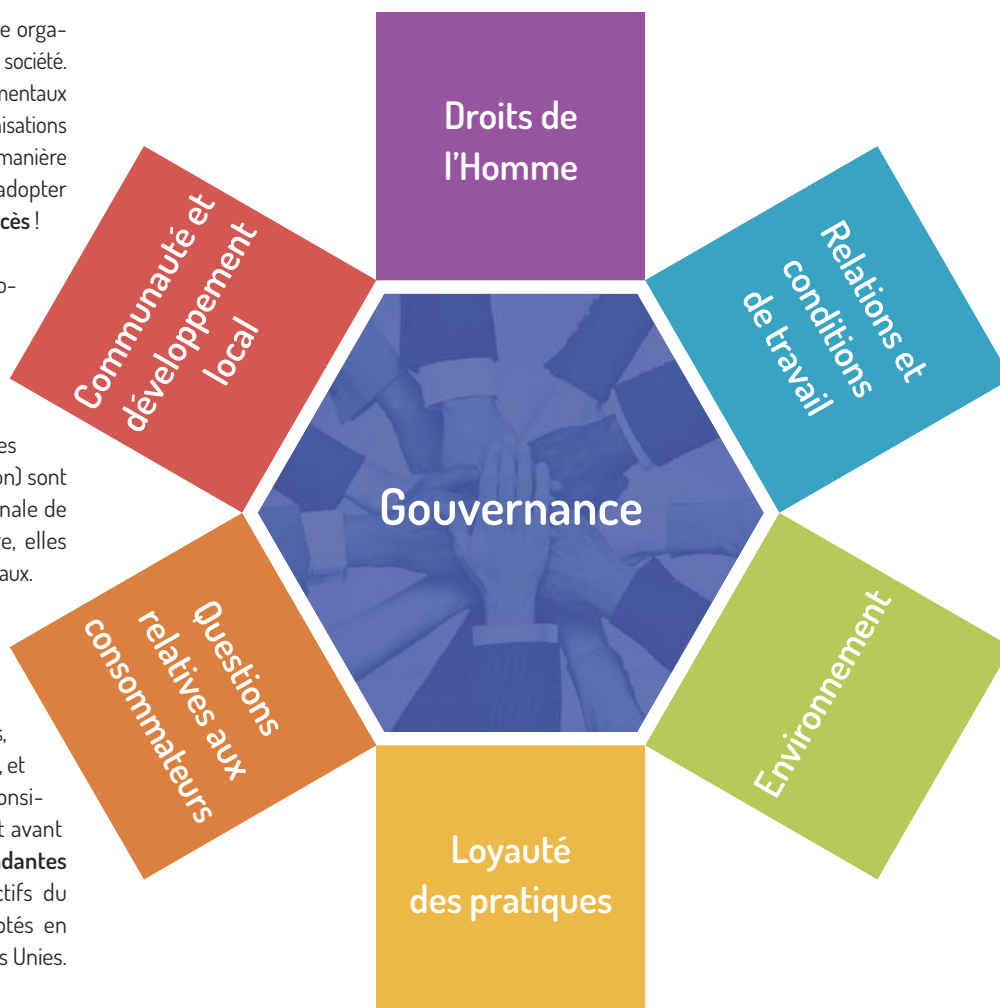 e orga-
société.
mentaux
isations
manière
adopter
cès !
o-
es
on) sont
nale de
re, elles
aux.
s,
, et
onsi-
t avant
dantes
ctifs du
otés en
s Unies.
Droits de
l'Homme
Relations et
conditions
de travail
Environnement
Loyauté
des pratiques
Questions
relatives aux
consommateurs
Communauté et
développement
local
Gouvernance